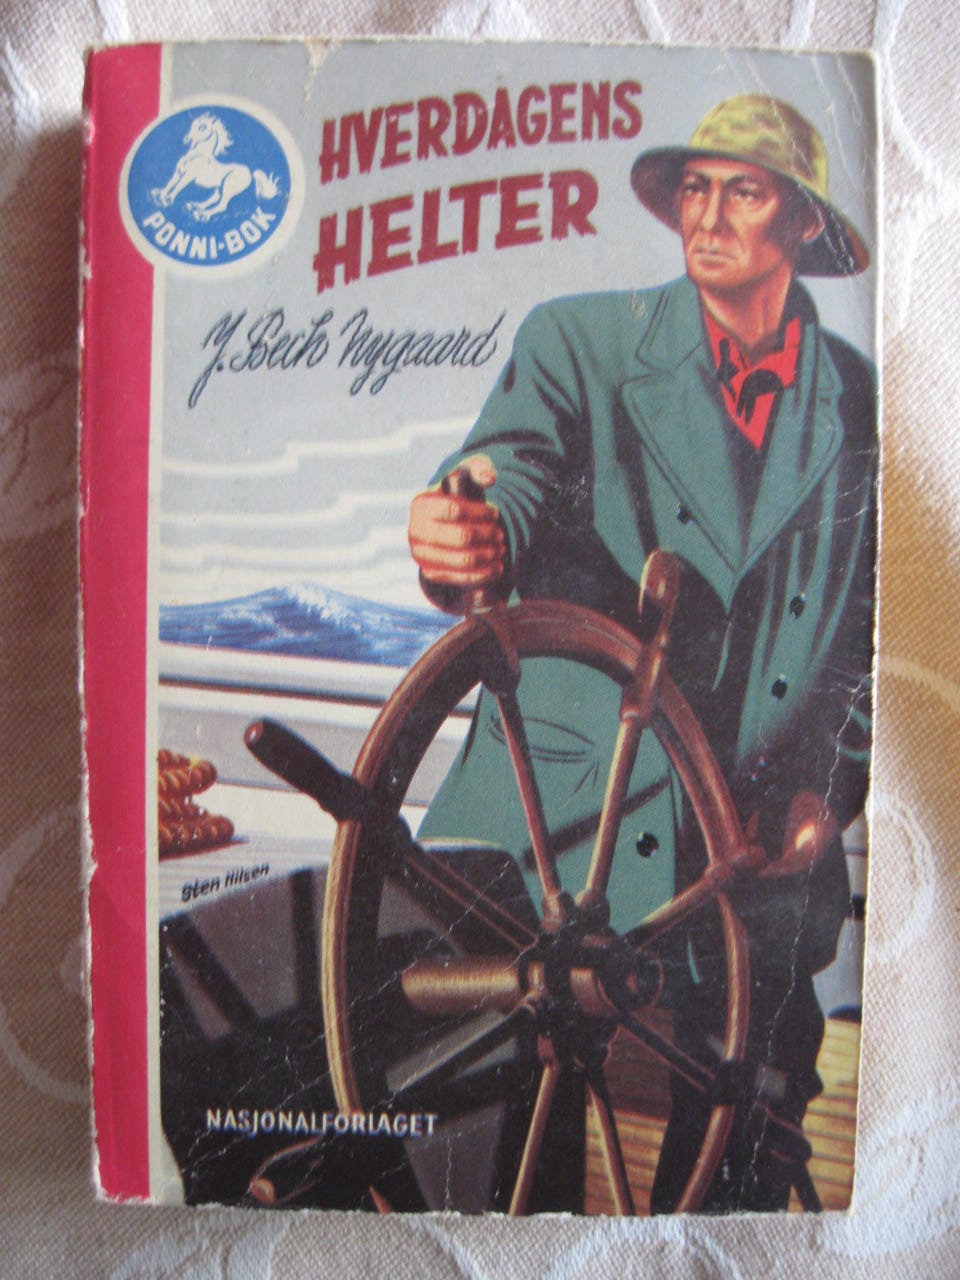 PONNI-BOK
HVERDAGENS
HELTER
J. Bech Nygaard
Sten Nilsen
NASJONALFORLAGET